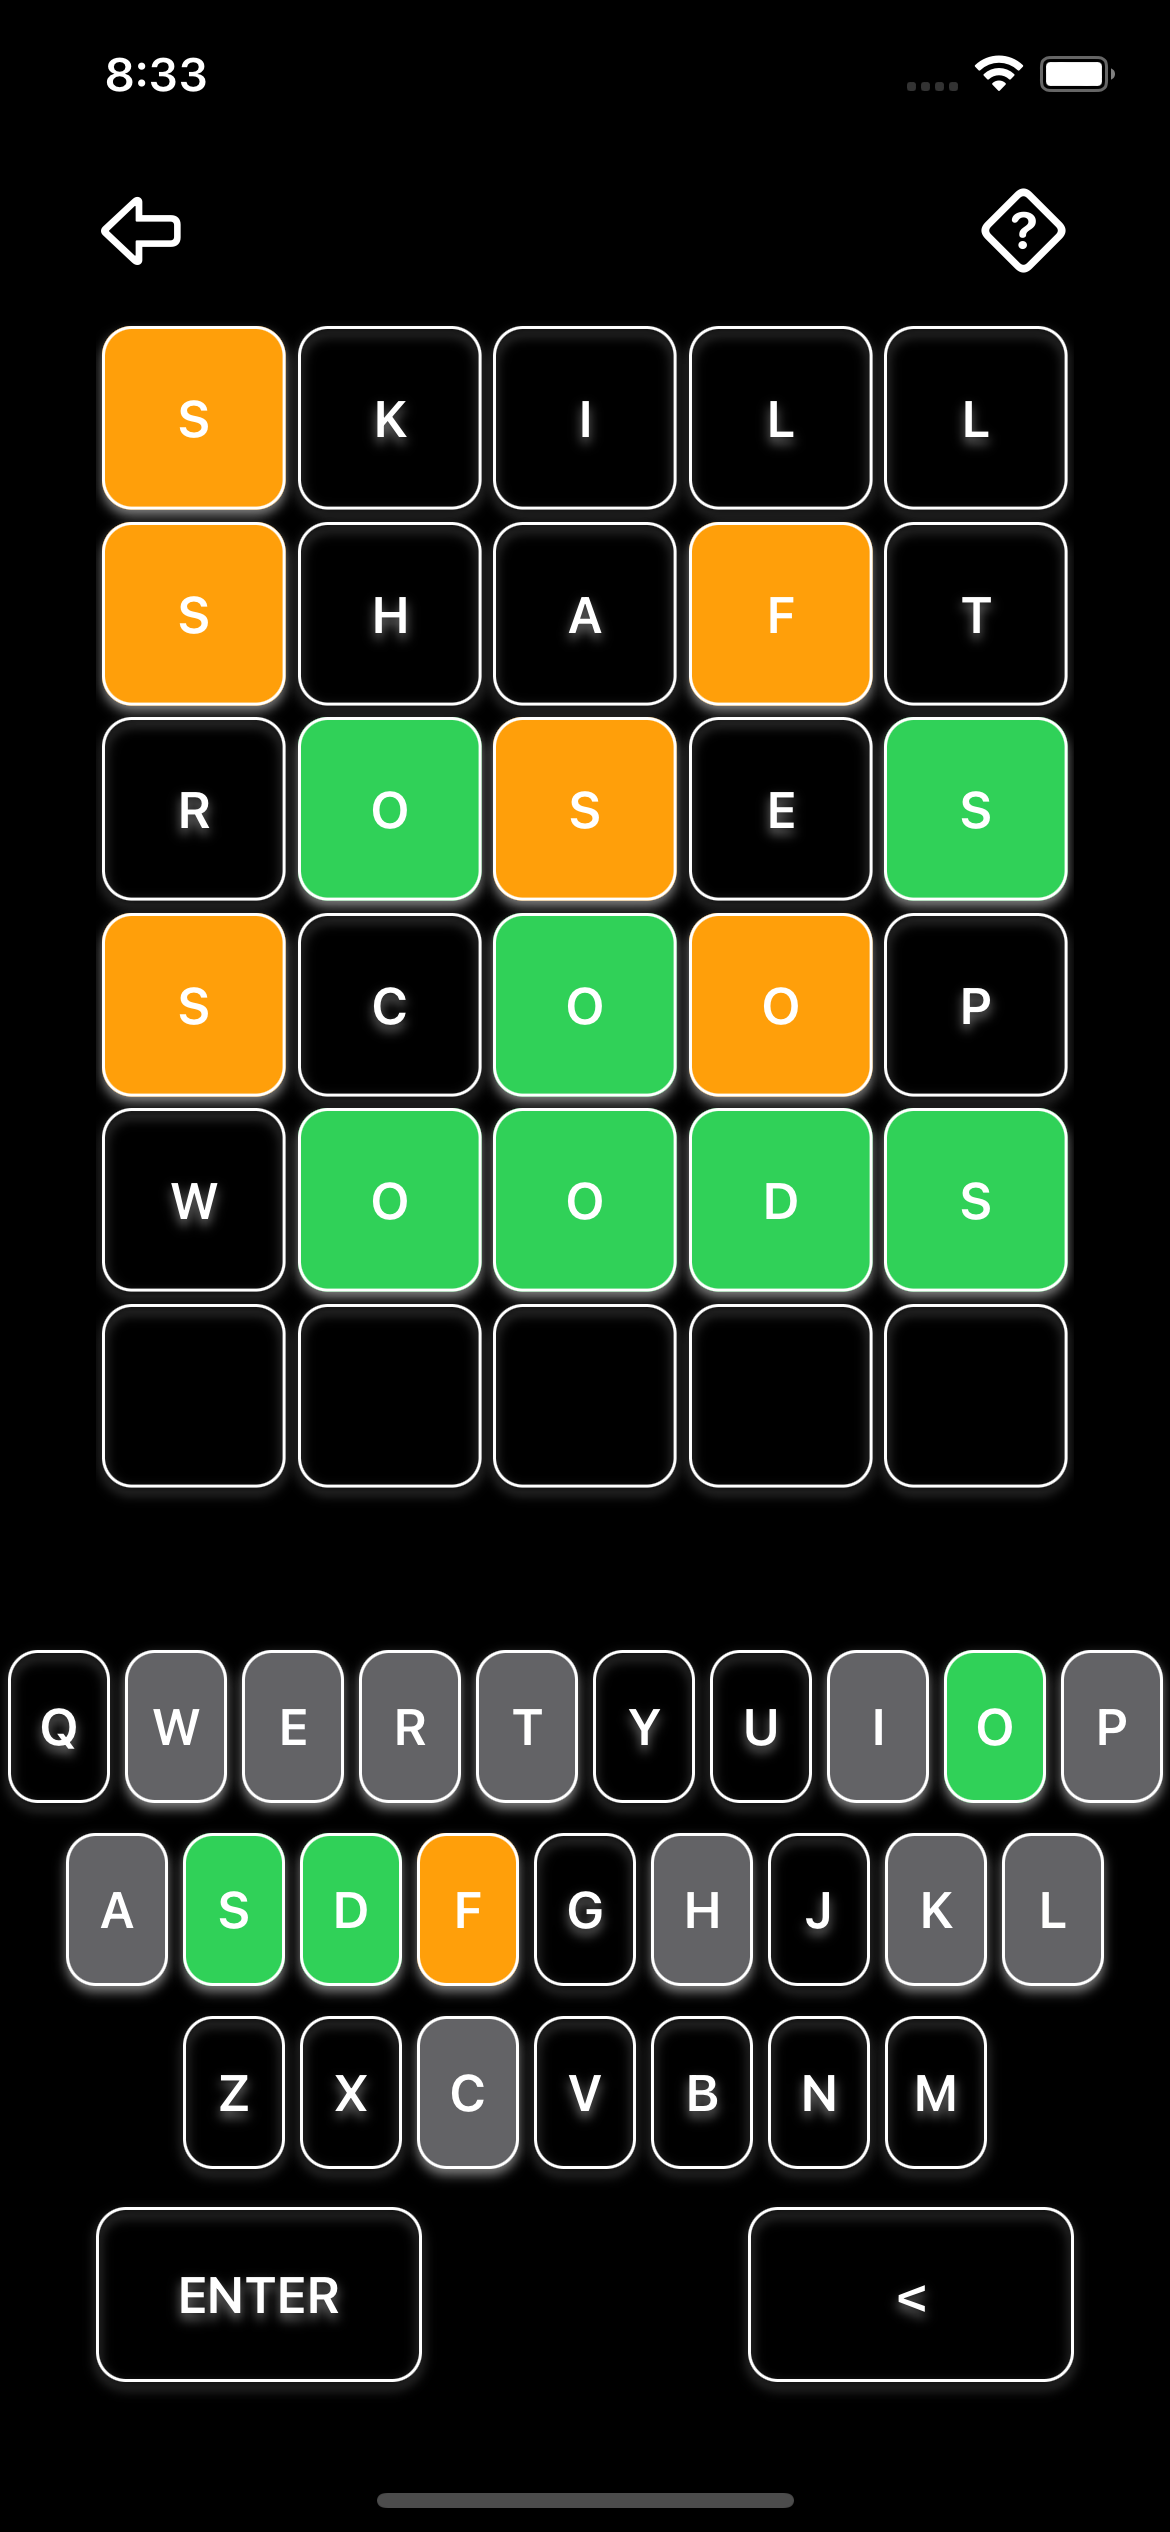 8:33
?
S K I L L
S H A F T
R O S E S
S C O O P
W O O D S
Q W E R T Y U I O P
A S D F G H J K L
Z X C V B N M
ENTER <